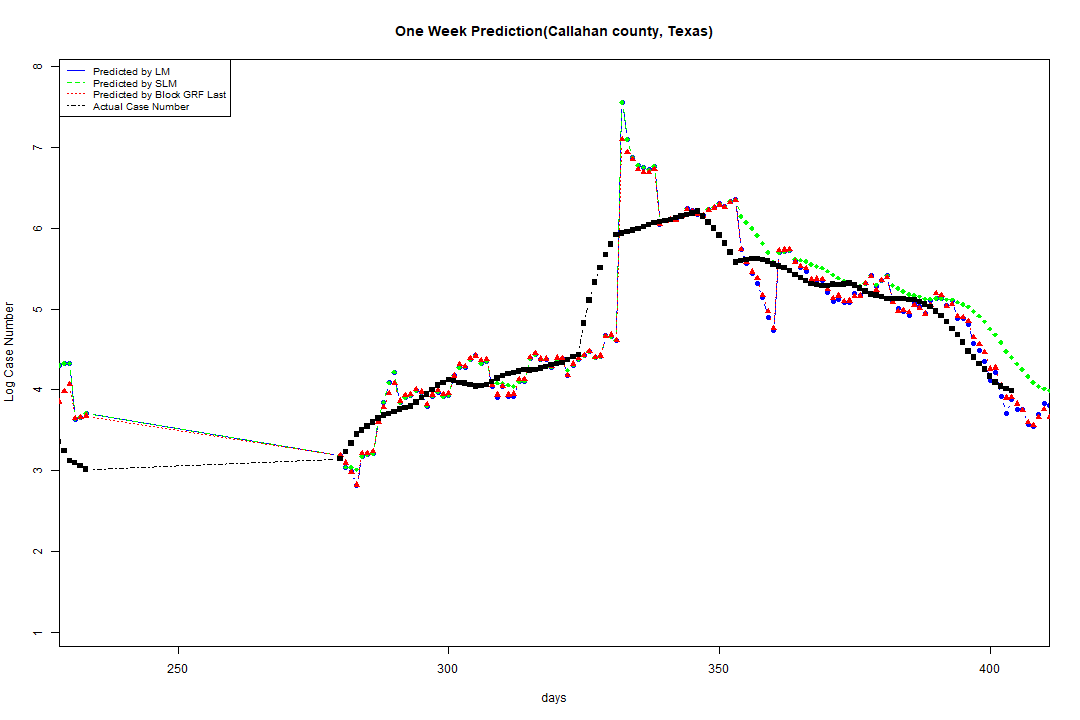 One Week Prediction(Callahan county, Texas)
Predicted by LM
Predicted by SLM
Predicted by Block GRF Last
Actual Case Number
8
7
6
5
4
3
2
1
Log Case Number
250 300 350 400
days